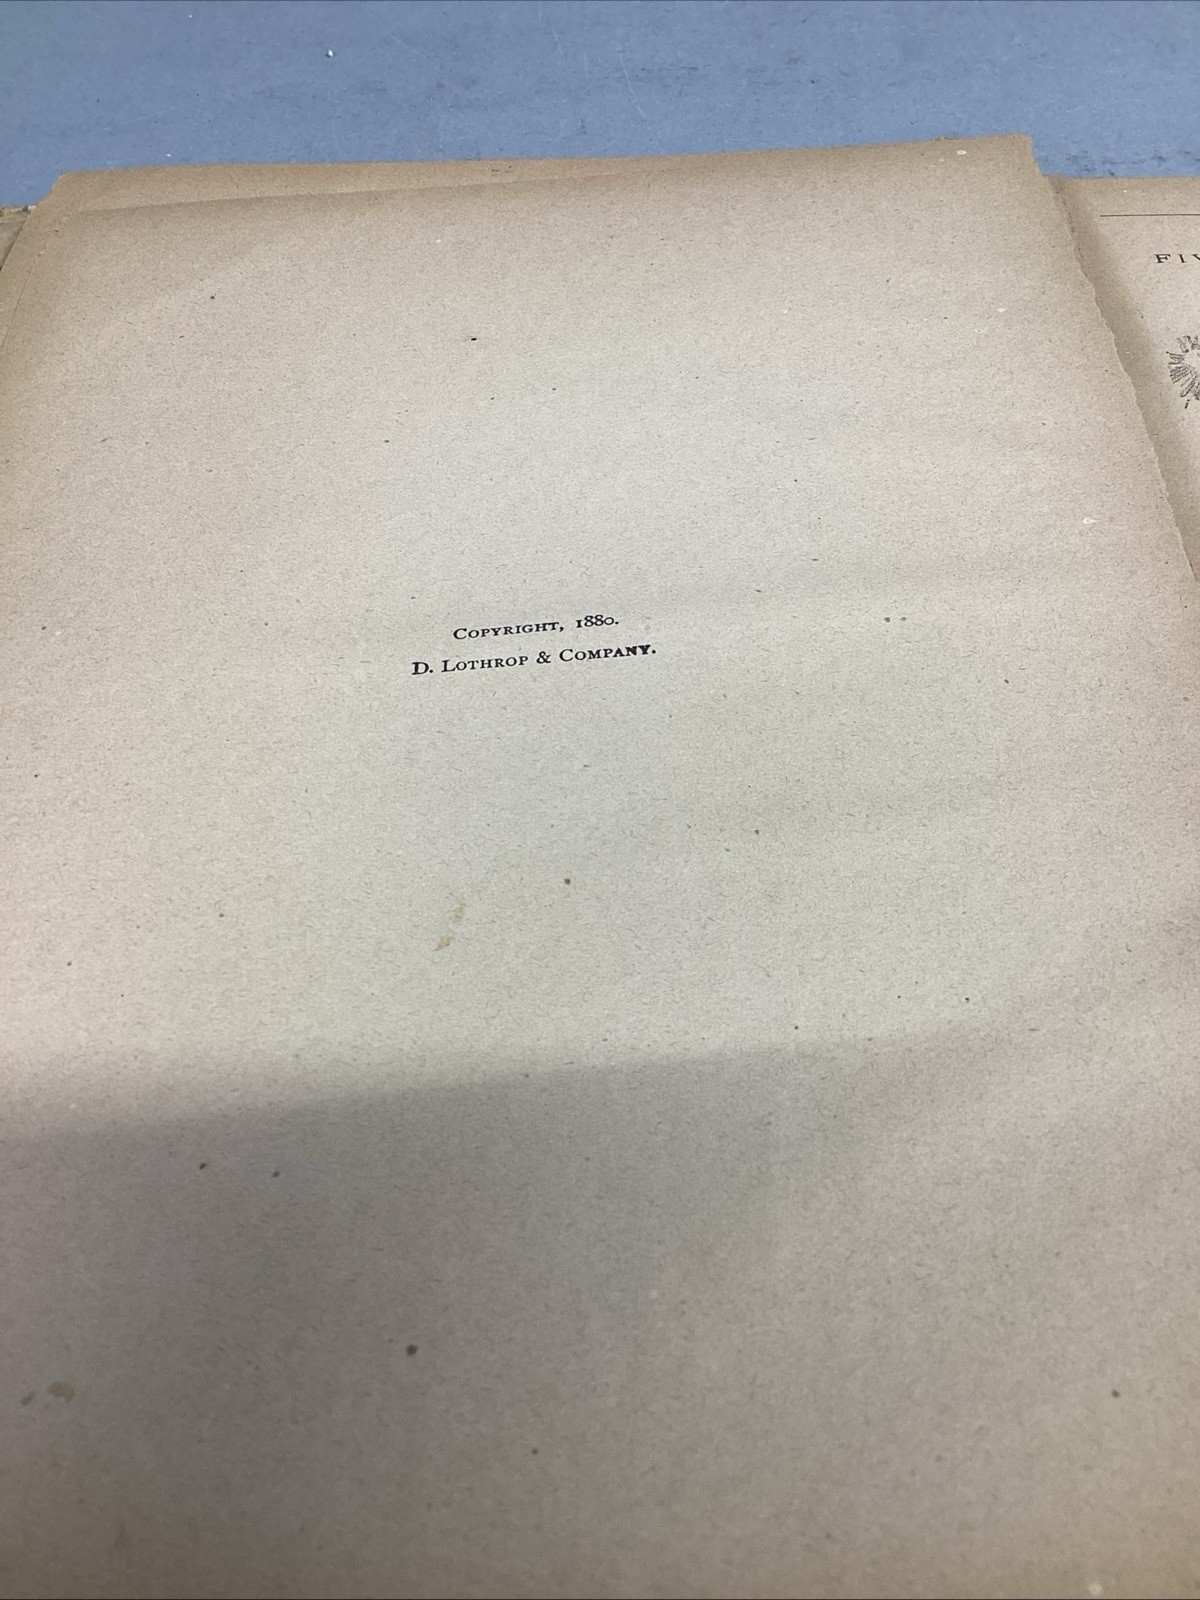 Copyright, 1880.
D. Lothrop & Company.